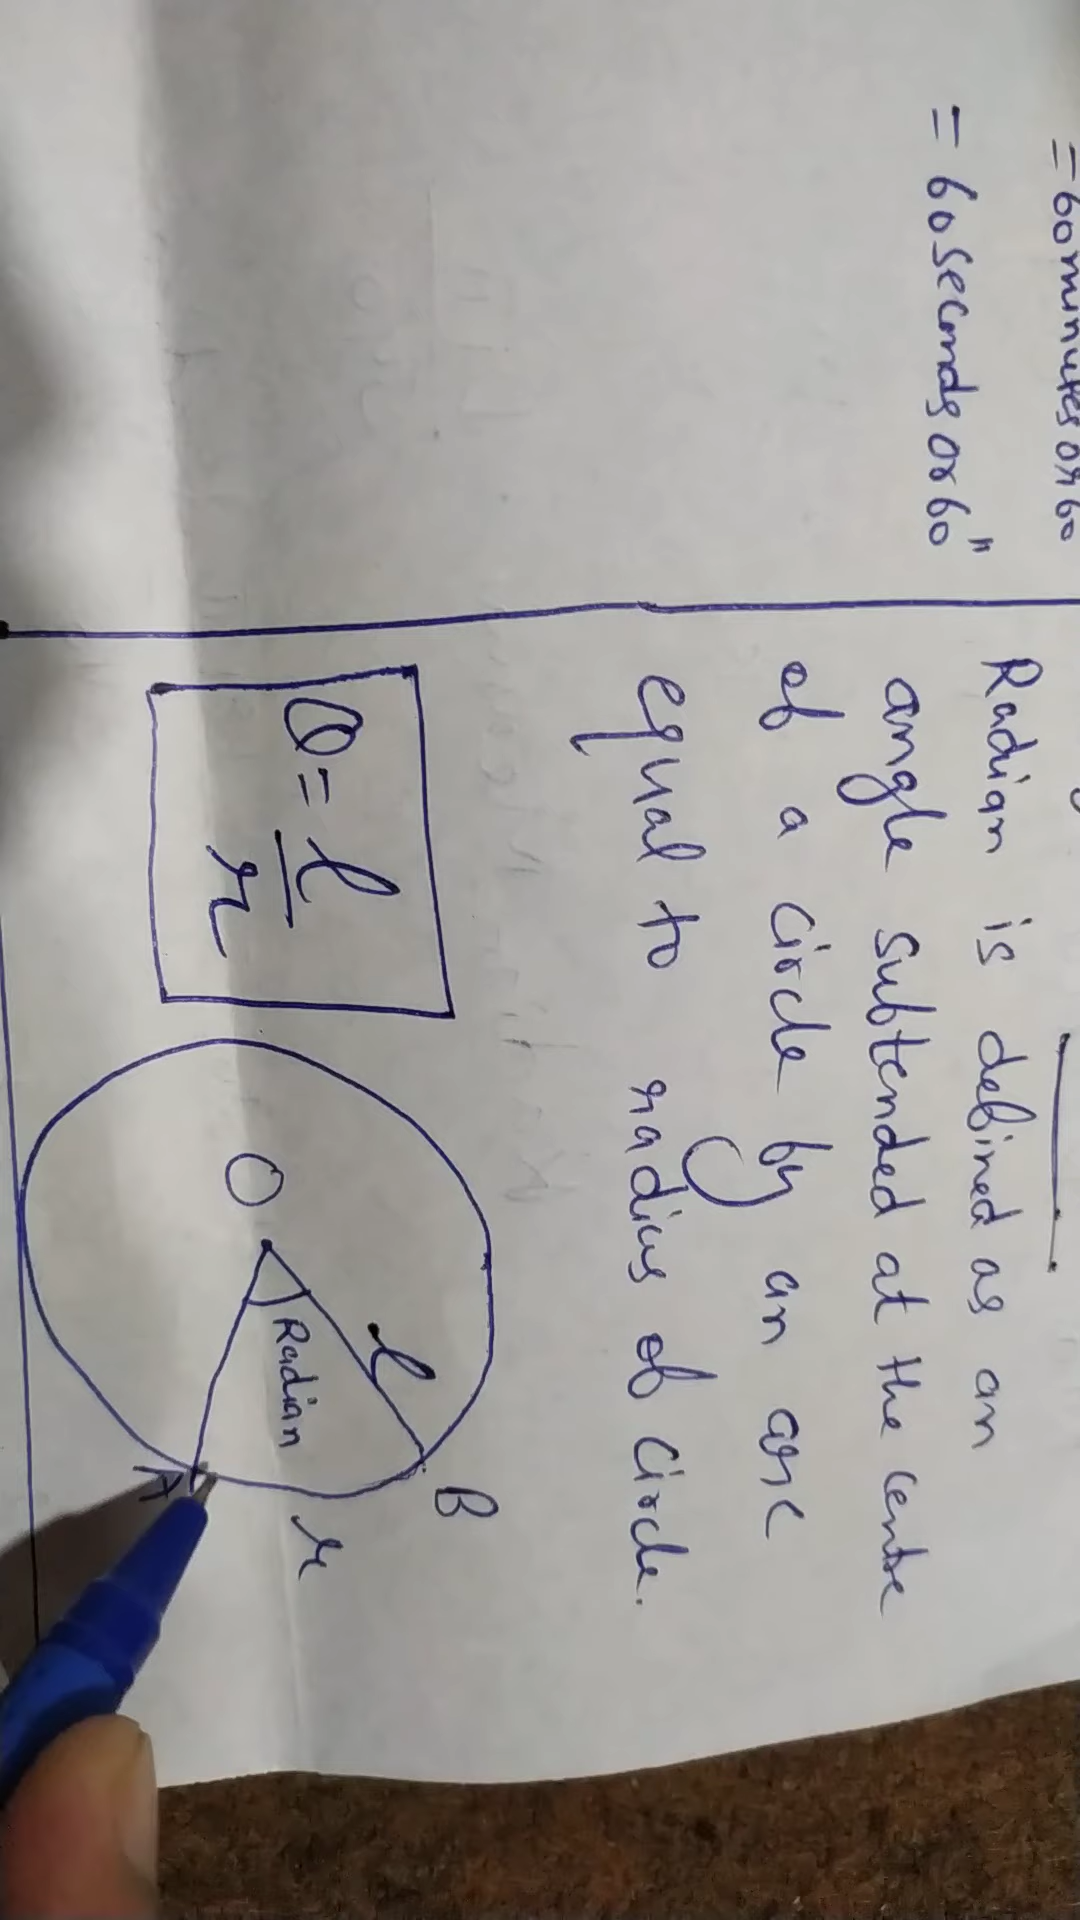 = 60 minutes or 60
= 60 seconds or 60"
Radian is defined as an
angle subtended at the centre
of a circle by an arc
equal to radius of circle.
θ = l
r
O
Radian
l
B
r
A